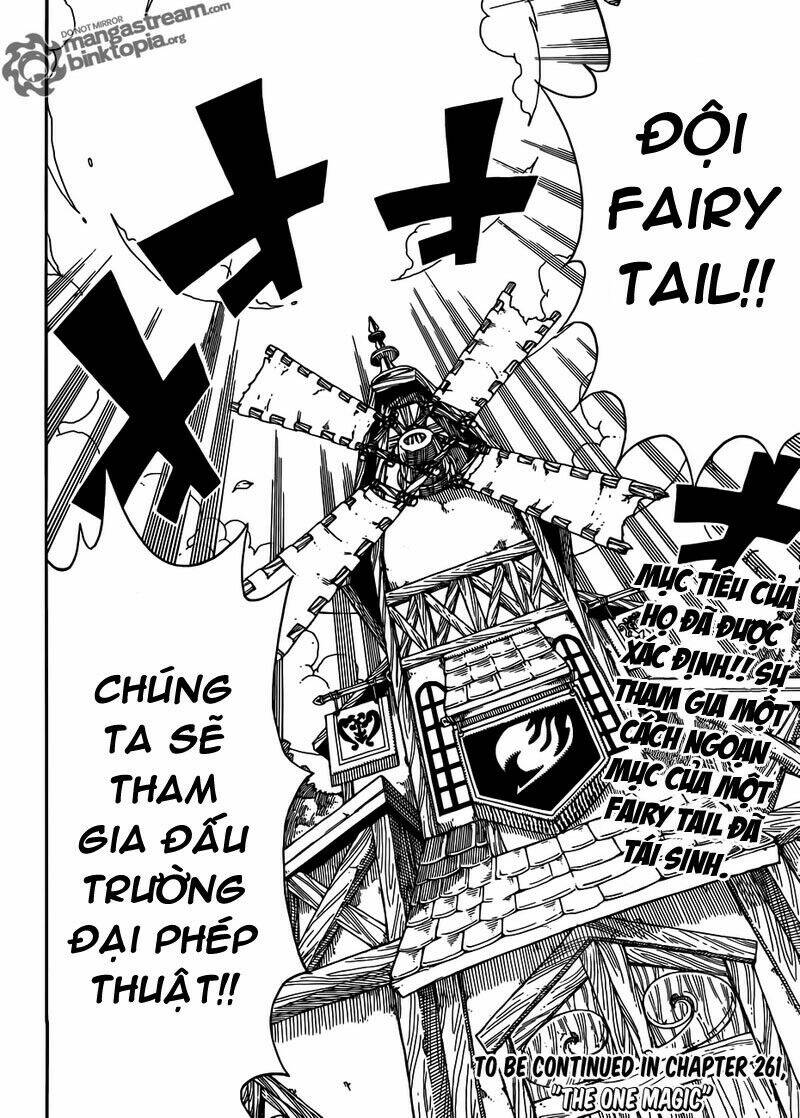 DO NOT MIRROR
mangastream.com
binktopia.org
ĐỘI
FAIRY
TAIL!!
MỤC TIÊU CỦA
HỌ ĐÃ ĐƯỢC
XÁC ĐỊNH!! SỰ
THAM GIA MỘT
CÁCH NGOẠN
MỤC CỦA MỘT
FAIRY TAIL ĐÃ
TÁI SINH.
CHÚNG
TA SẼ
THAM
GIA ĐẤU
TRƯỜNG
ĐẠI PHÉP
THUẬT!!
TO BE CONTINUED IN CHAPTER 261,
"THE ONE MAGIC"